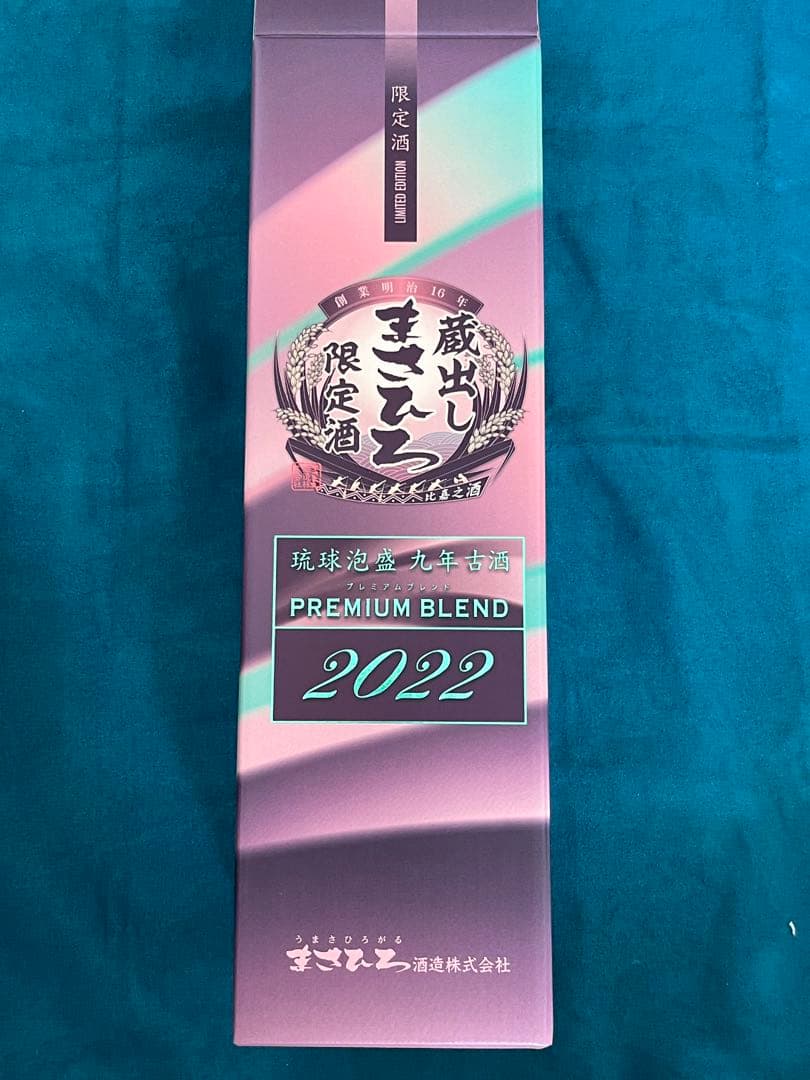 限定酒
LIMITED EDITION
創業明治16年
蔵出し
まさひろ
限定酒
比嘉之酒
琉球泡盛 九年古酒
プレミアムブレンド
PREMIUM BLEND
2022
うまさひろがる
まさひろ酒造株式会社